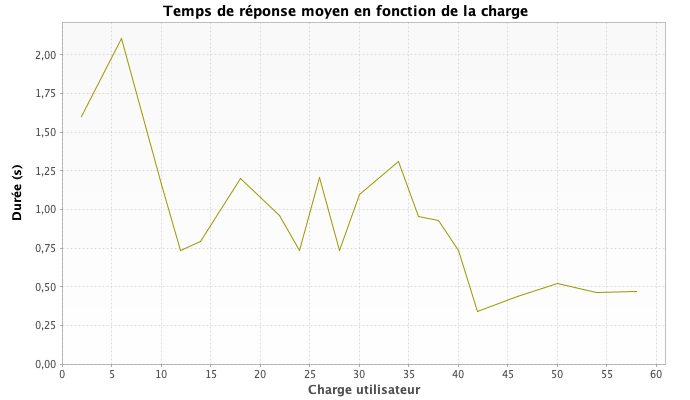 Temps de réponse moyen en fonction de la charge
Durée (s)
2,00
1,75
1,50
1,25
1,00
0,75
0,50
0,25
0,00
0 5 10 15 20 25 30 35 40 45 50 55 60
Charge utilisateur